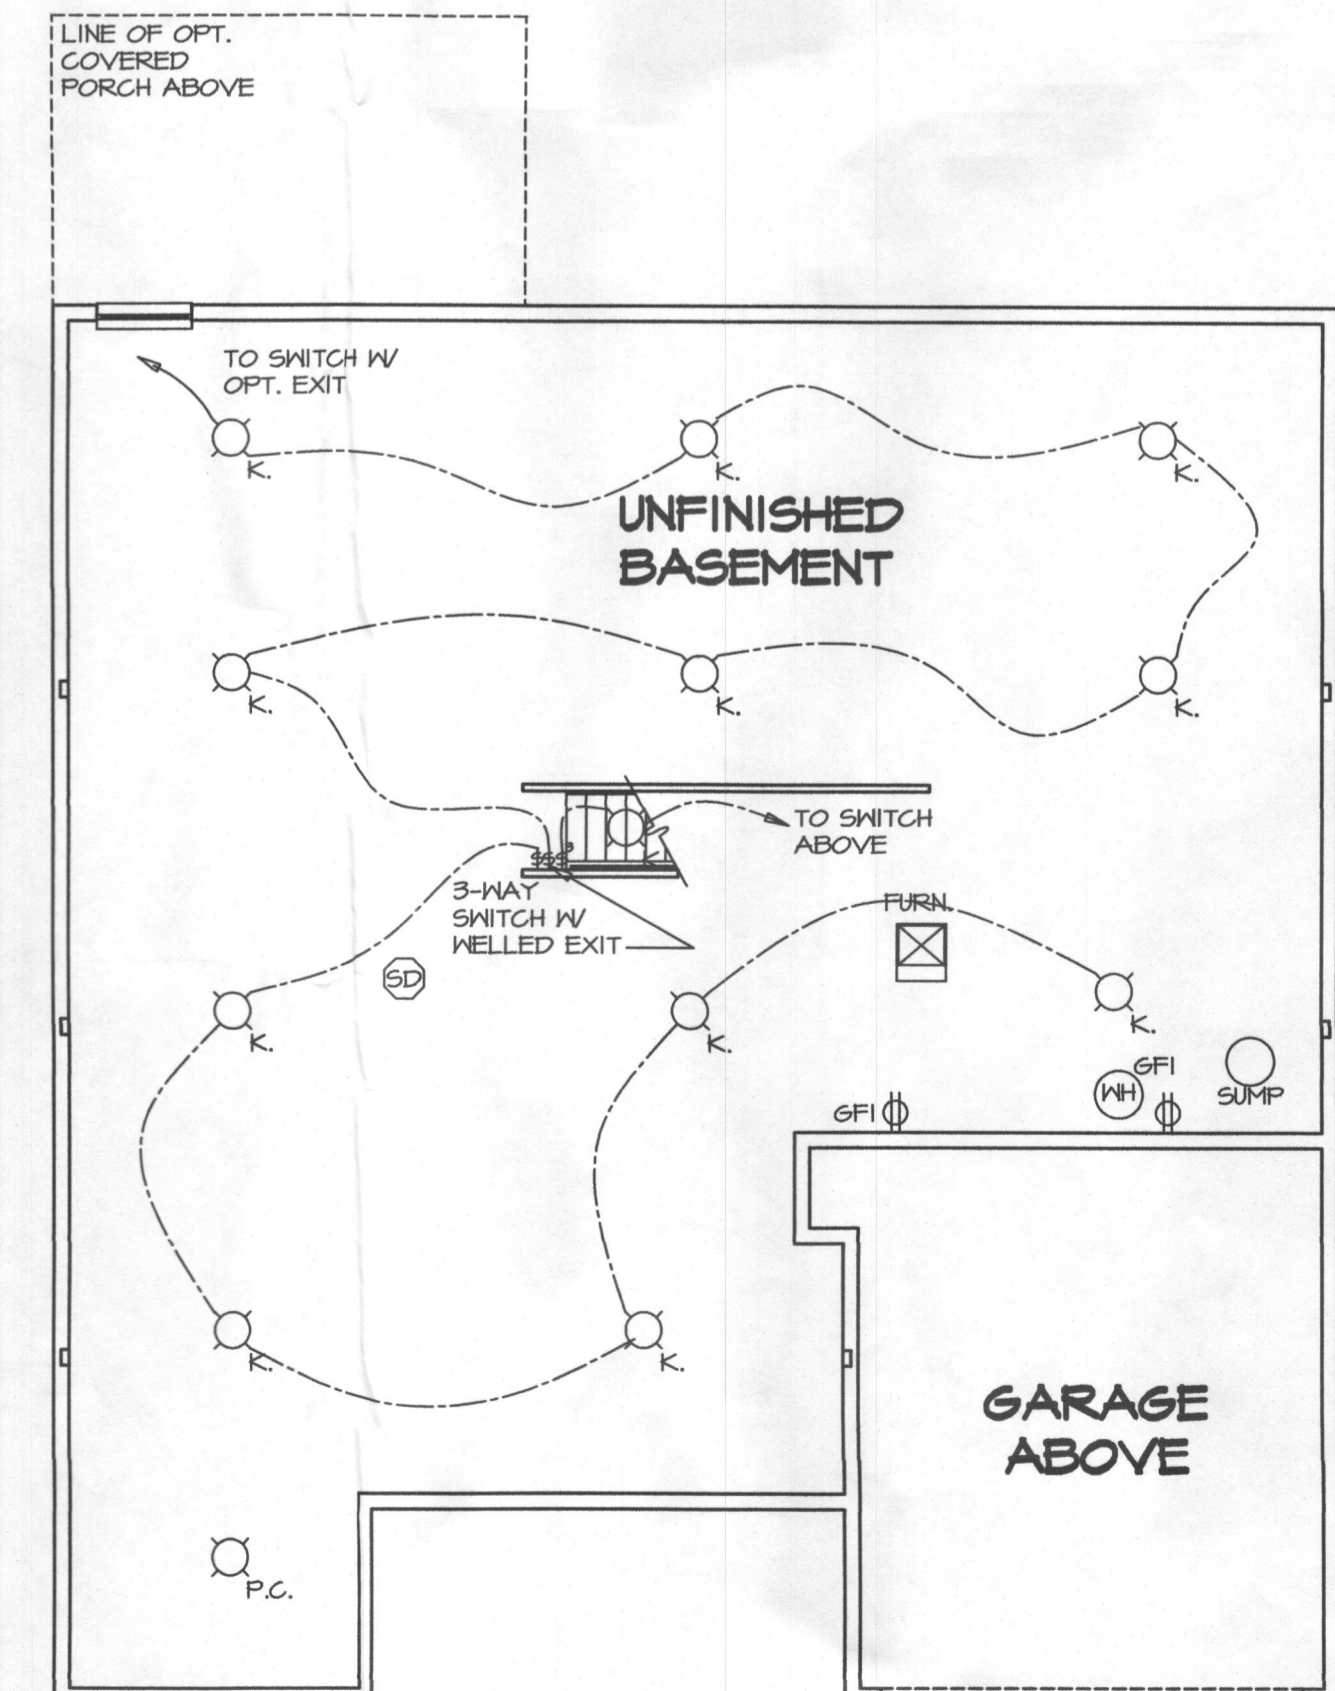 LINE OF OPT.
COVERED
PORCH ABOVE
TO SWITCH W/
OPT. EXIT
K.
K.
K.
UNFINISHED
BASEMENT
K.
K.
K.
TO SWITCH
ABOVE
$$$3
K
3-WAY
SWITCH W/
WELLED EXIT
FURN.
SD
K.
K.
K.
GFI
WH
SUMP
GFI
K.
K.
GARAGE
ABOVE
P.C.